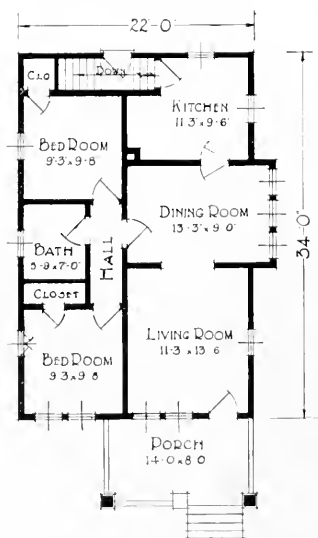 22'-0"
CLO
DOWN
KITCHEN
11'.3" x 9'-6"
BED ROOM
9'-3" x 9'-8"
DINING ROOM
13'-3" x 9'0"
34'-0"
BATH
5-9 x 7'-0"
HALL
CLOSET
BED ROOM
9 3 x 9 8
LIVING ROOM
11-3 x 13 6
PORCH
14-0 x 8 0